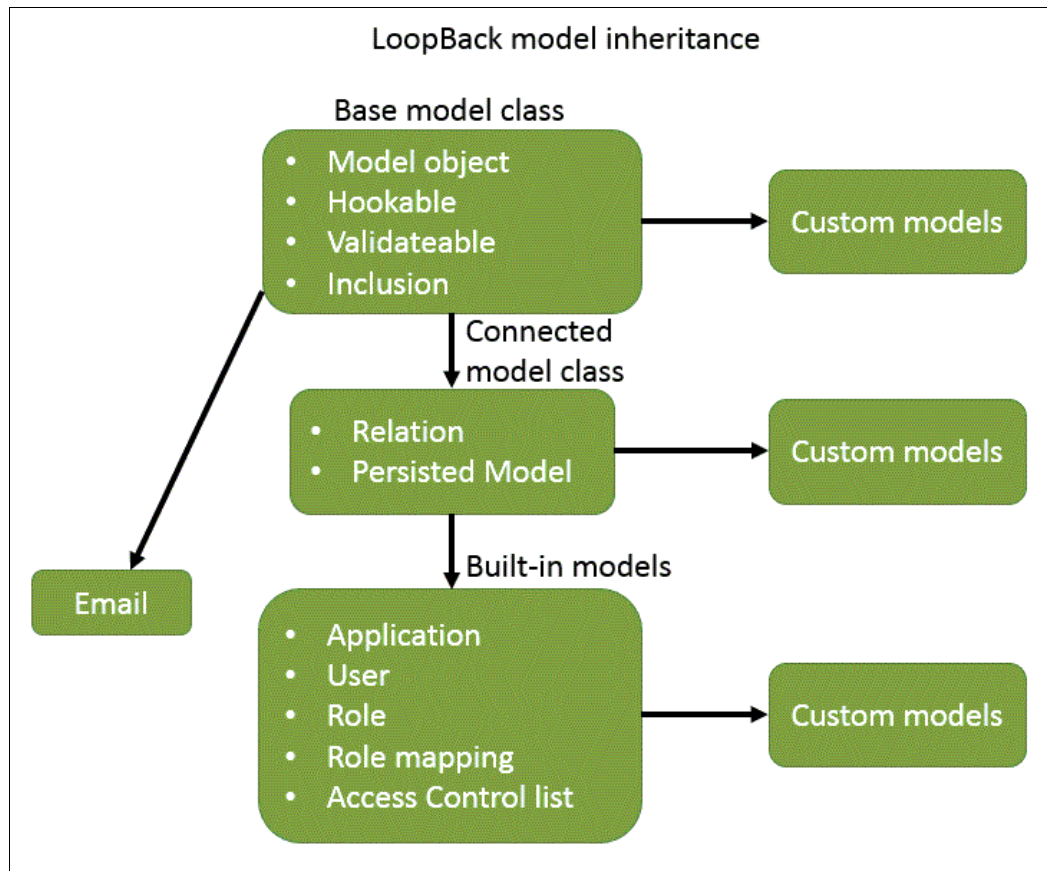 LoopBack model inheritance
Base model class
• Model object
• Hookable
• Validateable
• Inclusion
Custom models
Connected
model class
• Relation
• Persisted Model
Custom models
Email
Built-in models
• Application
• User
• Role
• Role mapping
• Access Control list
Custom models